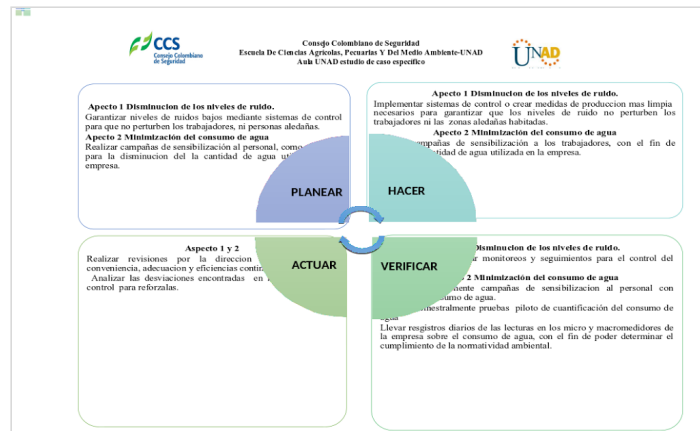 CCS
Consejo Colombiano
de Seguridad
Consejo Colombiano de Seguridad
Escuela De Ciencias Agrícolas, Pecuarias Y Del Medio Ambiente-UNAD
Aula UNAD estudio de caso especifico
UNAD
Apecto 1 Disminucion de los niveles de ruido.
Garantizar niveles de ruidos bajos mediante sistemas de control
para que no perturben los trabajadores, ni personas aledañas.
Apecto 2 Minimización del consumo de agua
Realizar campañas de sensibilización al personal, como
para la disminucion del la cantidad de agua
empresa.
Apecto 1 Disminucion de los niveles de ruido.
Implementar sistemas de control o crear medidas de produccion mas limpia
necesarios para garantizar que los niveles de ruido no perturben los
trabajadores ni las zonas aledañas habitadas.
Apecto 2 Minimización del consumo de agua
de sensibilización a los trabajadores, con el fin de
de agua utilizada en la empresa.
PLANEAR
HACER
ACTUAR
VERIFICAR
Aspecto 1 y 2
Realizar revisiones por la direccion
conveniencia, adecuacion y eficiencias
Analizar las desviaciones encontradas en
control para reforzalas.
Disminucion de los niveles de ruido.
monitoreos y seguimientos para el control del
2 Minimización del consumo de agua
campañas de sensibilizacion al personal con
de agua.
pruebas piloto de cuantificación del consumo de
agua
Llevar resgistros diarios de las lecturas en los micro y macromedidores de
la empresa sobre el consumo de agua, con el fin de poder determinar el
cumplimiento de la normatividad ambiental.